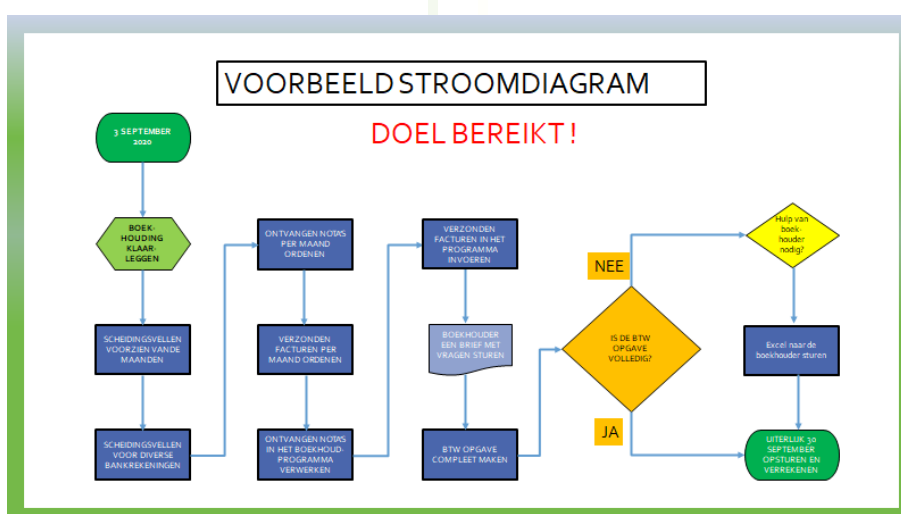 VOORBEELD STROOMDIAGRAM
DOEL BEREIKT !
3 SEPTEMBER
2020
BOEK-
HOUDING
KLAAR-
LEGGEN
SCHEIDINGSVELLEN
VOORZIEN VANDE
MAANDEN
SCHEIDINGSVELLEN
VOOR DIVERSE
BANKREKENINGEN
ONTVANGEN NOTA'S
PER MAAND
ORDENEN
VERZONDEN
FACTUREN PER
MAAND ORDENEN
ONTVANGEN NOTA'S
IN HET BOEKHOUD-
PROGRAMMA
VERWERKEN
VERZONDEN
FACTUREN IN HET
PROGRAMMA
INVOEREN
BOEKHOUDER
EEN BRIEF MET
VRAGEN STUREN
BTW OPGAVE
COMPLEET MAKEN
IS DE BTW
OPGAVE
VOLLEDIG?
NEE
JA
Hulp van
boek-
houder
nodig?
Excel naar de
boekhouder sturen
UITERLIJK 30
SEPTEMBER
OPSTUREN EN
VERREKENEN